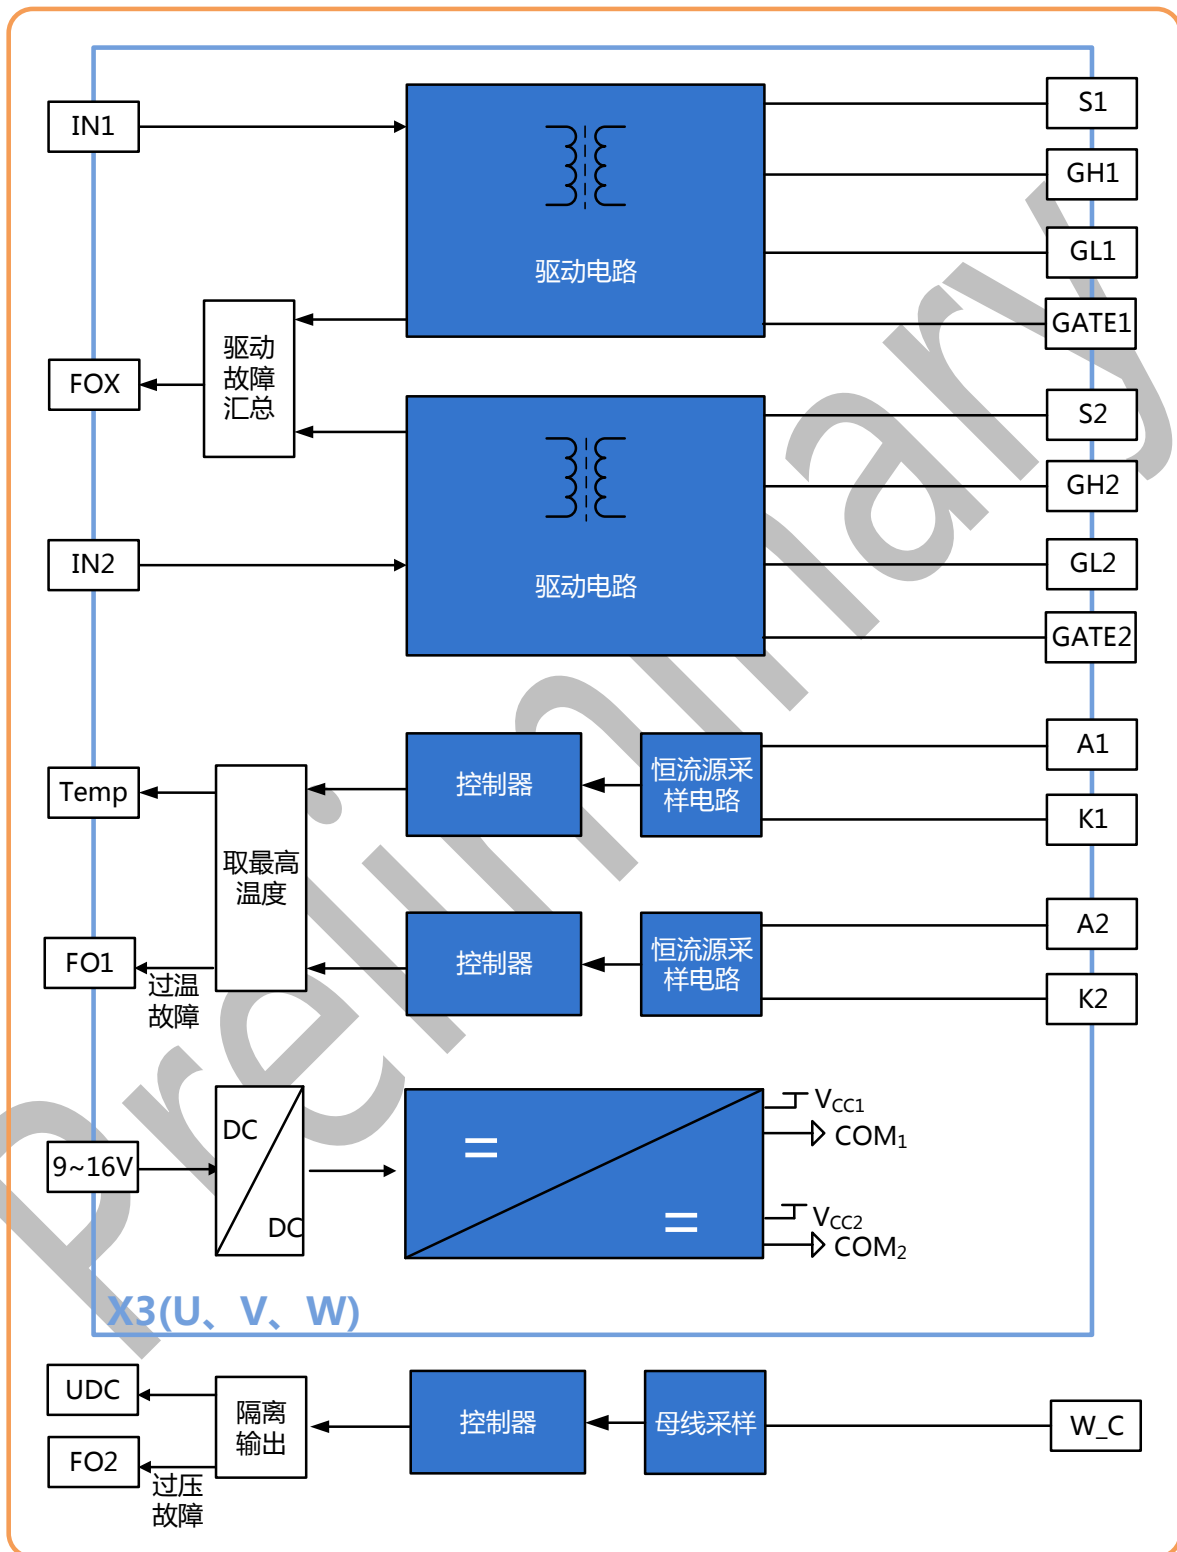 IN1
S1
GH1
驱动电路
GL1
GATE1
驱动
故障
汇总
FOX
S2
GH2
IN2
驱动电路
GL2
GATE2
A1
Temp
控制器
恒流源采
样电路
K1
取最高
温度
A2
FO1
控制器
恒流源采
样电路
过温
故障
K2
DC
DC
9~16V
=
=
VCC1
COM1
VCC2
COM2
X3(U、V、W)
UDC
隔离
输出
控制器
母线采样
W_C
FO2
过压
故障
Preliminary